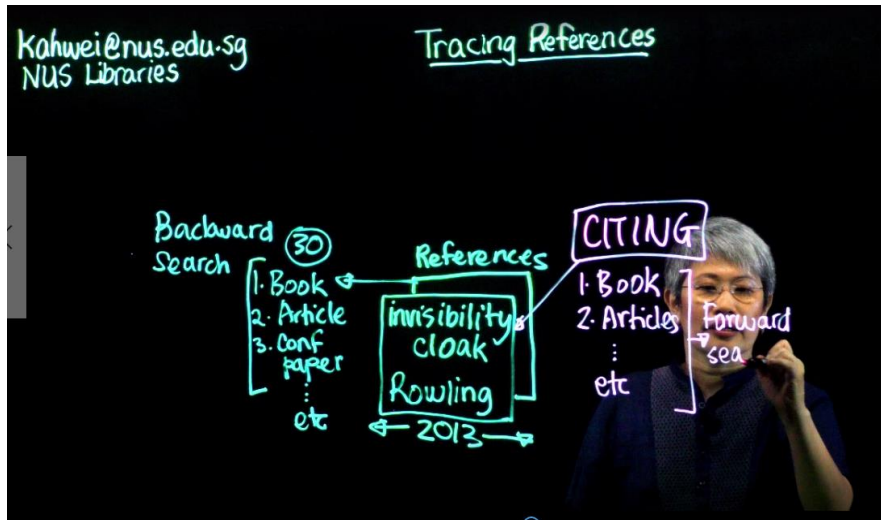 Kahwei@nus.edu.sg
NUS Libraries
Tracing References
Backward
Search
30
1. Book
2. Article
3. Conf
paper
⋮
etc
References
invisibility
cloak
Rowling
2013
CITING
1. Book
2. Articles
⋮
etc
Forward
sea